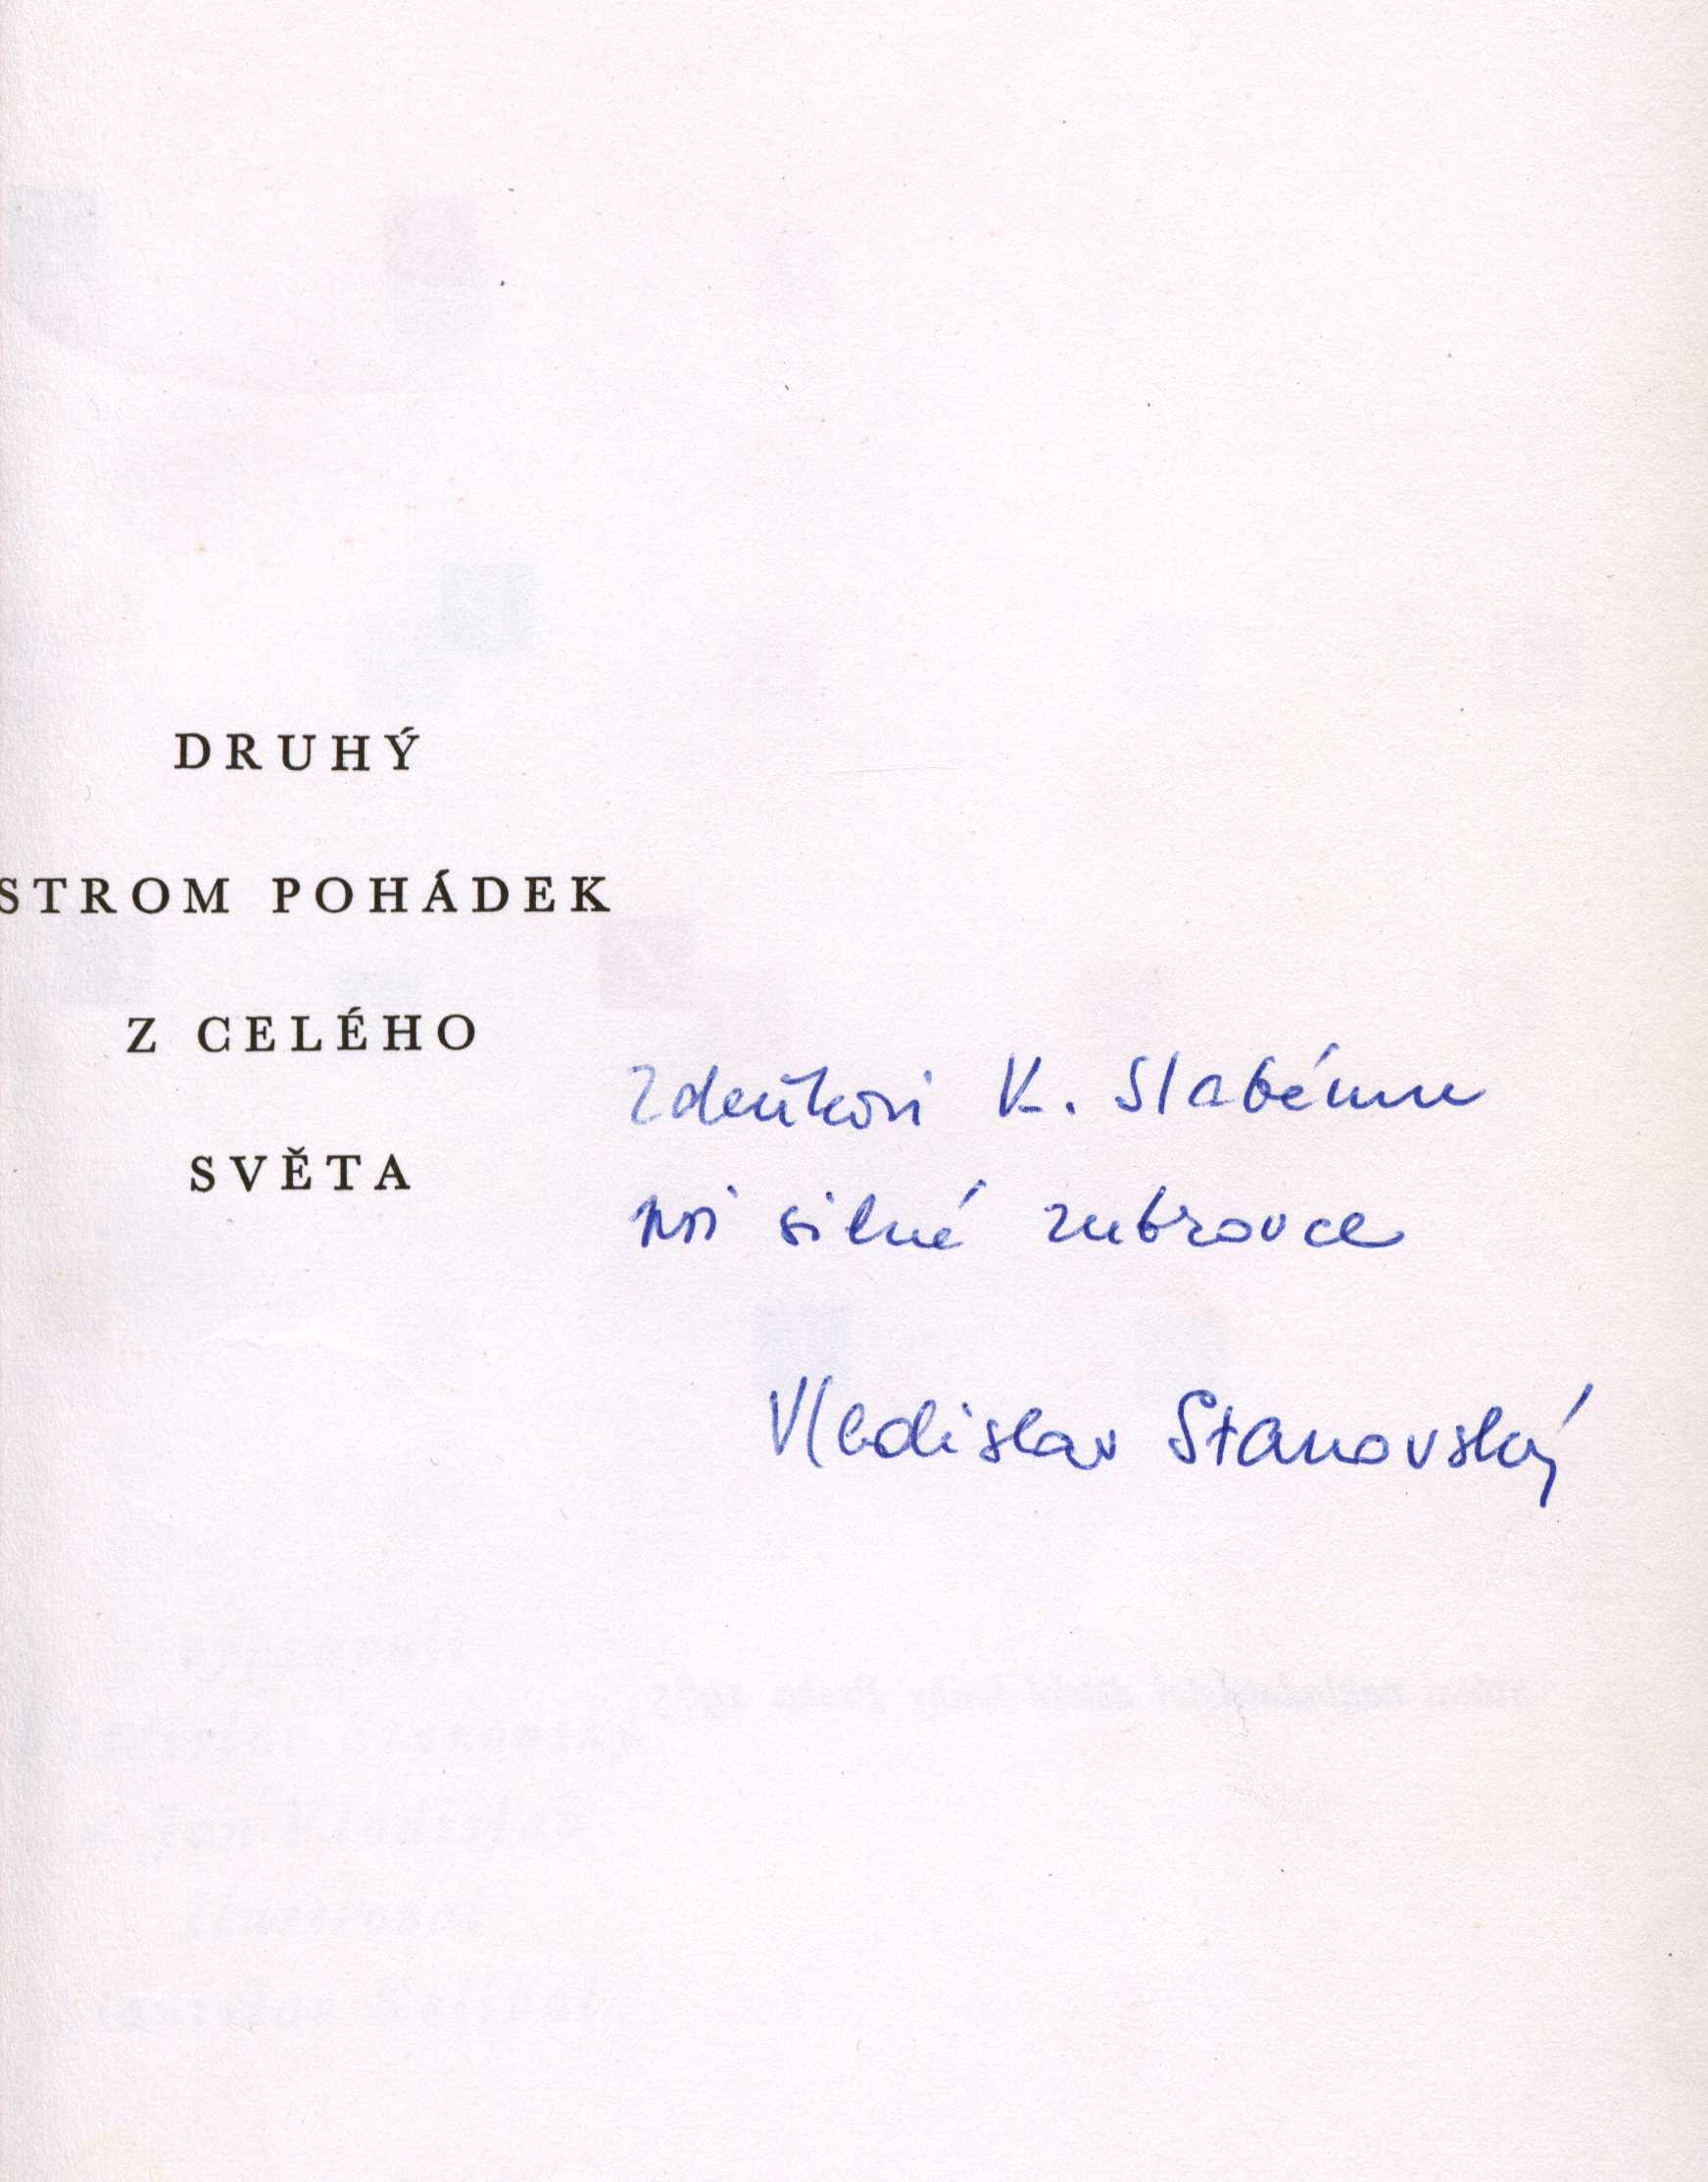 DRUHÝ
STROM POHÁDEK
Z CELÉHO
SVĚTA
Zdeňkovi K. Slabému
při silné zubrovce
Vladislav Stanovský